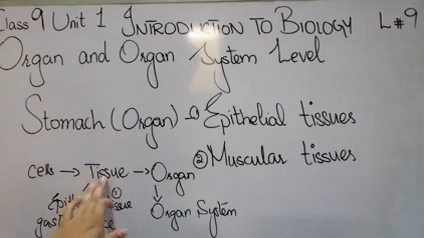 Class 9 Unit 1 INTRODUCTION TO BIOLOGY L#9
Organ and Organ System Level
Stomach (Organ) → ① Epithelial tissues
② Muscular tissues
Cells → Tissue → Organ
↓
① Organ System